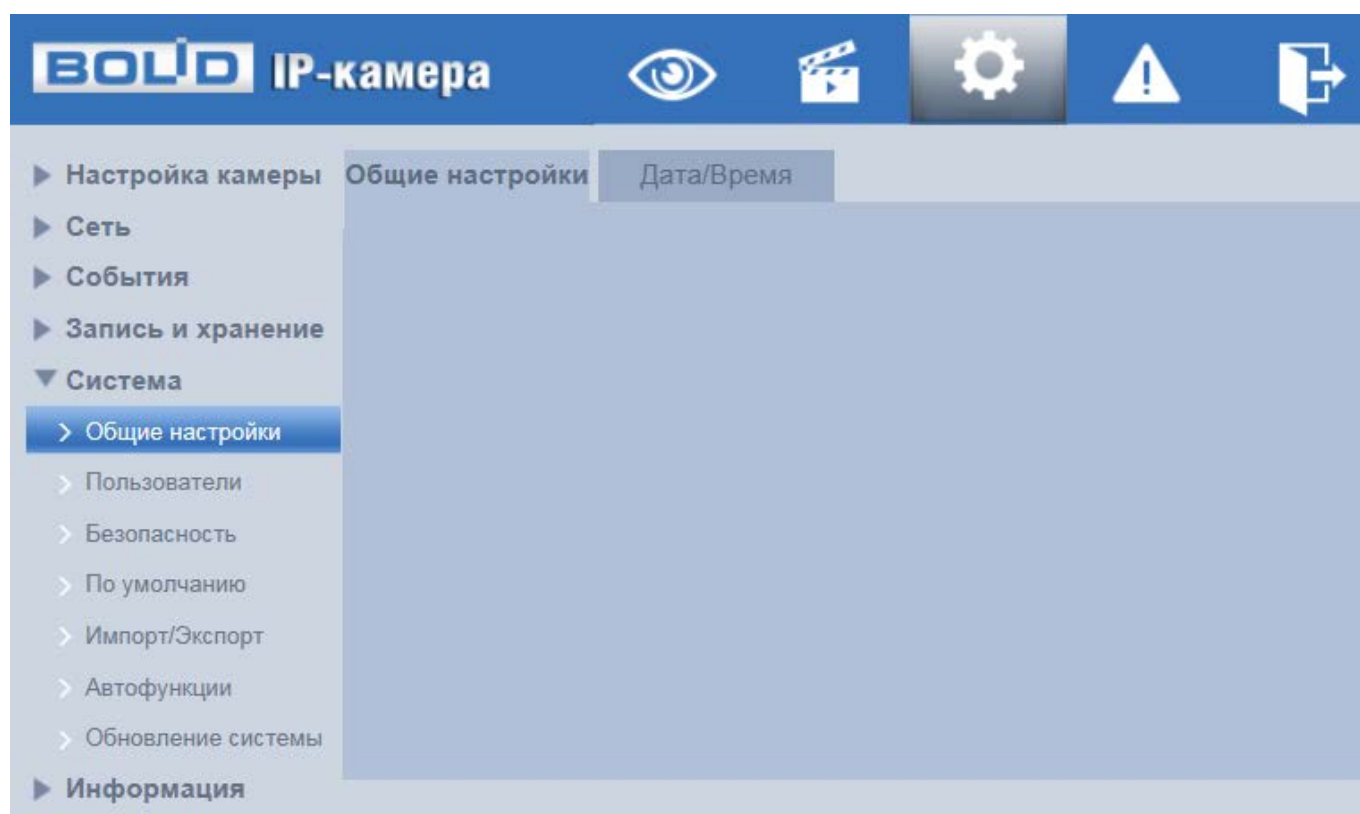 BOLID IP-камера
Настройка камеры
Общие настройки
Дата/Время
Сеть
События
Запись и хранение
Система
Общие настройки
Пользователи
Безопасность
По умолчанию
Импорт/Экспорт
Автофункции
Обновление системы
Информация